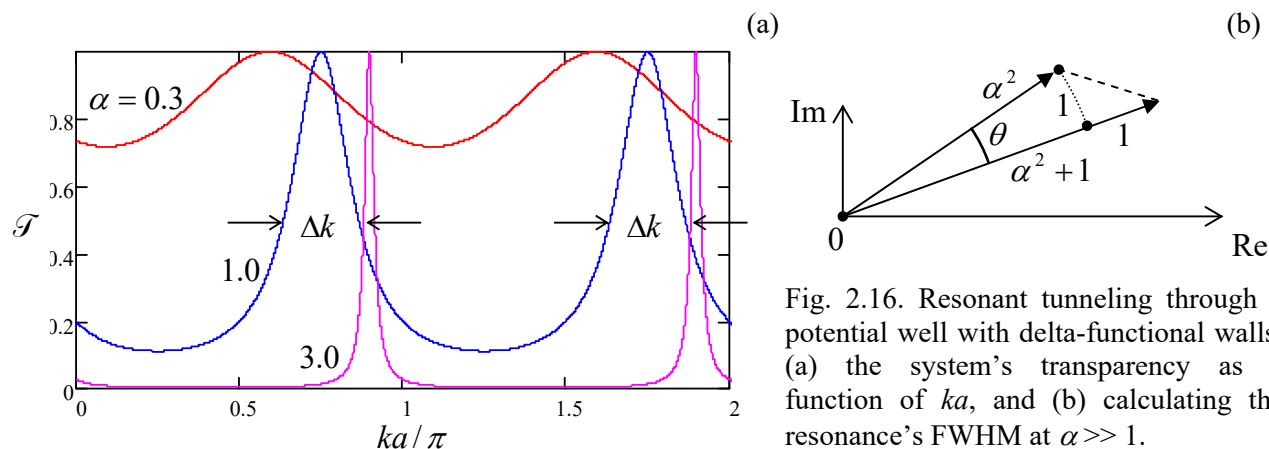 (a)
(b)
α = 0.3
0.8
0.6
0.4
0.2
0
𝒯
1.0
3.0
Δk
Δk
0
0.5
1
1.5
2
ka/π
Im
α²
1
θ
1
α² + 1
0
Re
Fig. 2.16. Resonant tunneling through
potential well with delta-functional walls
(a) the system's transparency as
function of ka, and (b) calculating th
resonance's FWHM at α >> 1.